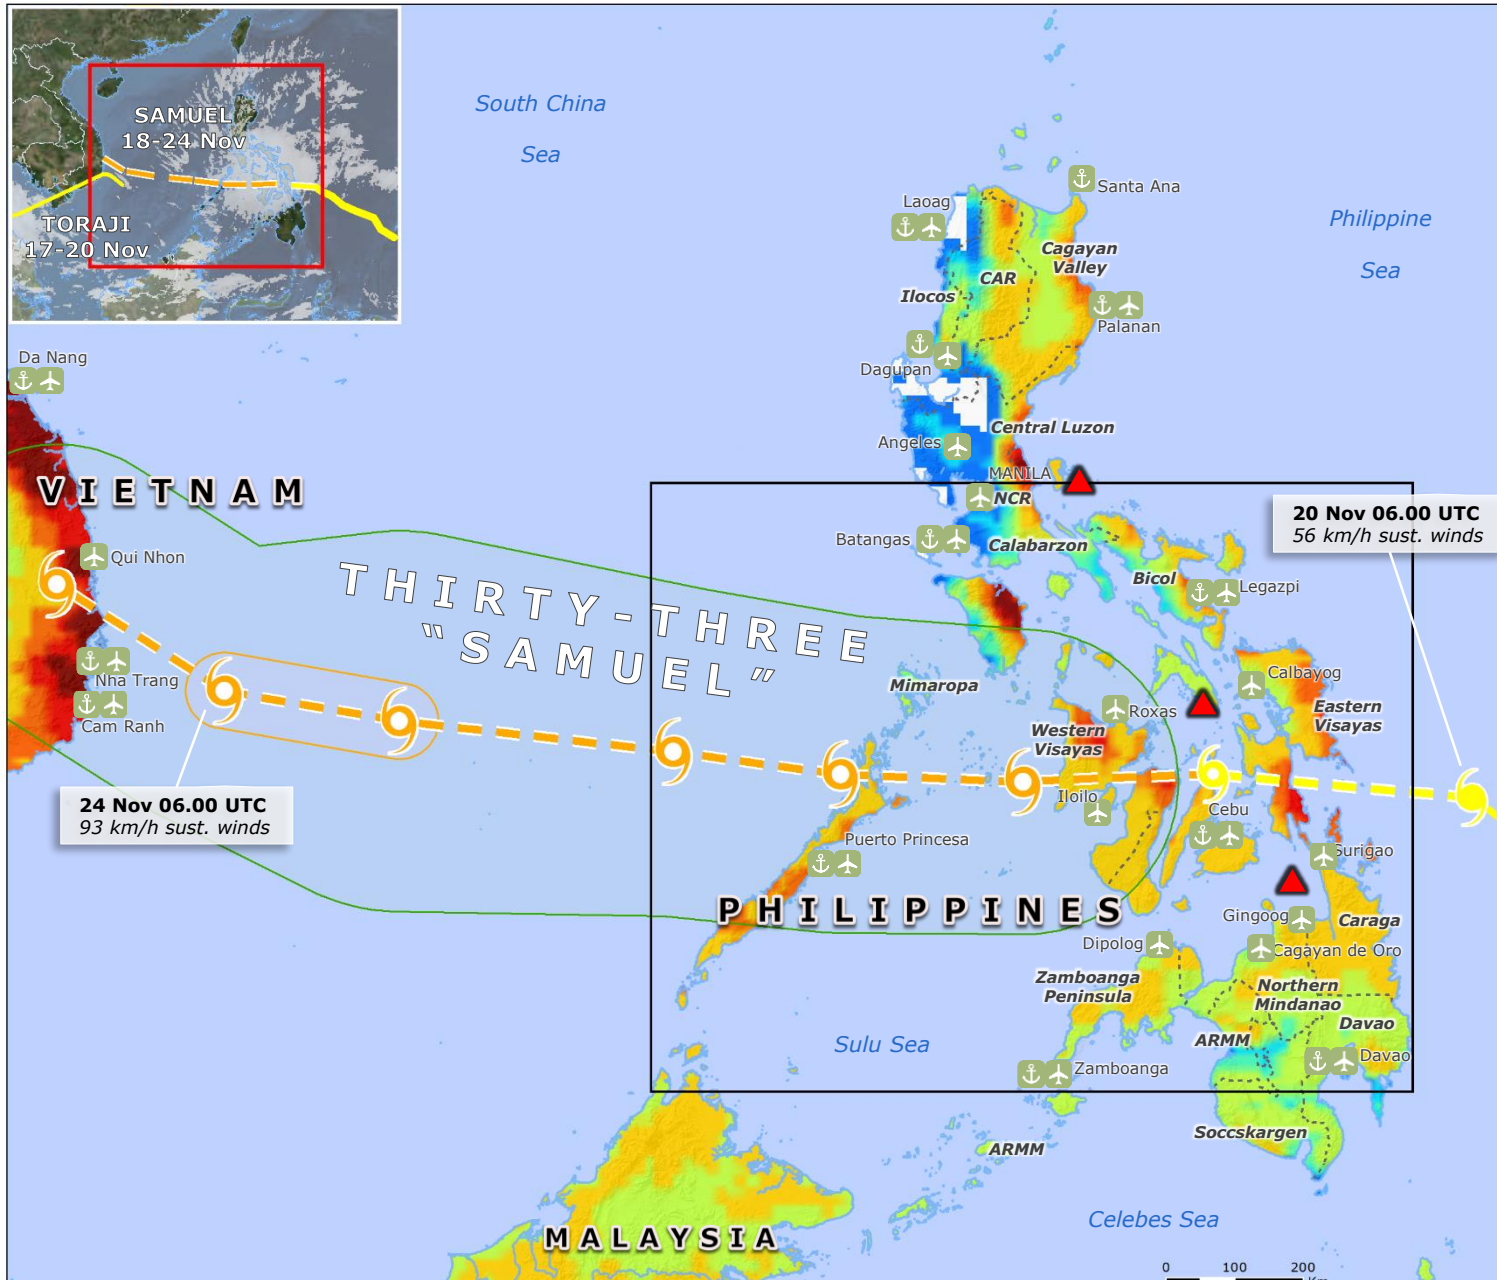 SAMUEL
18-24 Nov
TORAJI
17-20 Nov
South China
Sea
Philippine
Sea
Santa Ana
Laoag
Cagayan
Valley
CAR
Ilocos
Palanan
Da Nang
Dagupan
Central Luzon
Angeles
MANILA
NCR
VIETNAM
20 Nov 06.00 UTC
56 km/h sust. winds
Batangas
Calabarzon
Qui Nhon
Bicol
Legazpi
THIRTY-THREE
“SAMUEL”
Nha Trang
Cam Ranh
Mimaropa
Calbayog
Eastern
Visayas
Roxas
Western
Visayas
24 Nov 06.00 UTC
93 km/h sust. winds
Iloilo
Cebu
Puerto Princesa
Surigao
PHILIPPINES
Gingoog
Caraga
Dipolog
Cagayan de Oro
Zamboanga
Peninsula
Northern
Mindanao
Davao
ARMM
Sulu Sea
Davao
Zamboanga
Soccsksargen
ARMM
Celebes Sea
MALAYSIA
0 100 200
Km